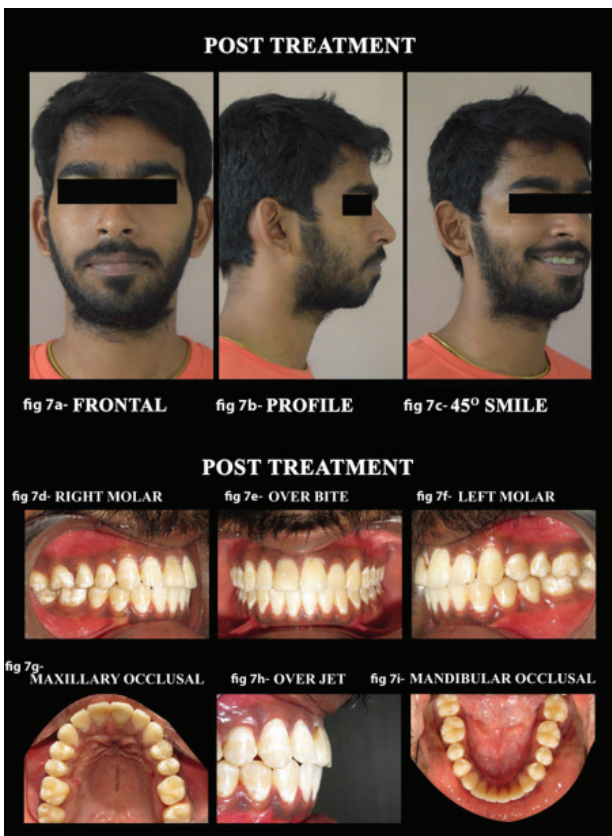 POST TREATMENT
fig 7a- FRONTAL
fig 7b- PROFILE
fig 7c- 45⁰ SMILE
POST TREATMENT
fig 7d- RIGHT MOLAR
fig 7e- OVER BITE
fig 7f- LEFT MOLAR
fig 7g-
MAXILLARY OCCLUSAL
fig 7h- OVER JET
fig 7i- MANDIBULAR OCCLUSAL